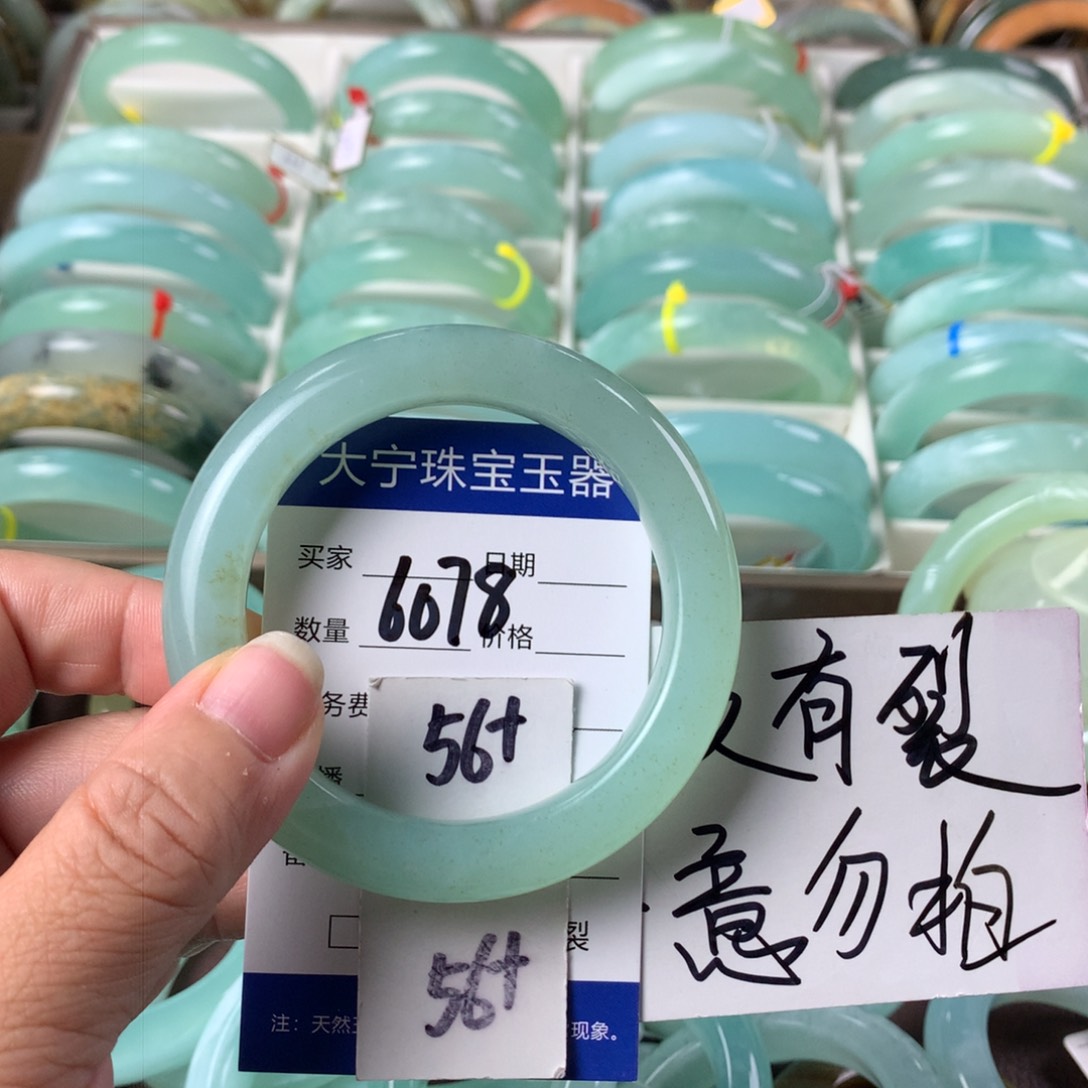 大宁珠宝玉器
买家 日期
6078
数量 价格
务费
56+
播
裂
56+
注：天然 现象。
有裂
意勿拍